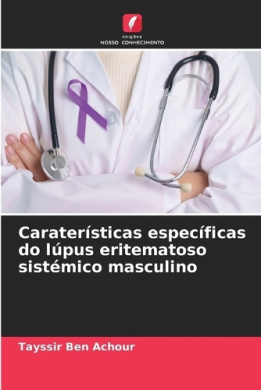 edições
NOSSO CONHECIMENTO
Caraterísticas específicas
do lúpus eritematoso
sistémico masculino
Tayssir Ben Achour